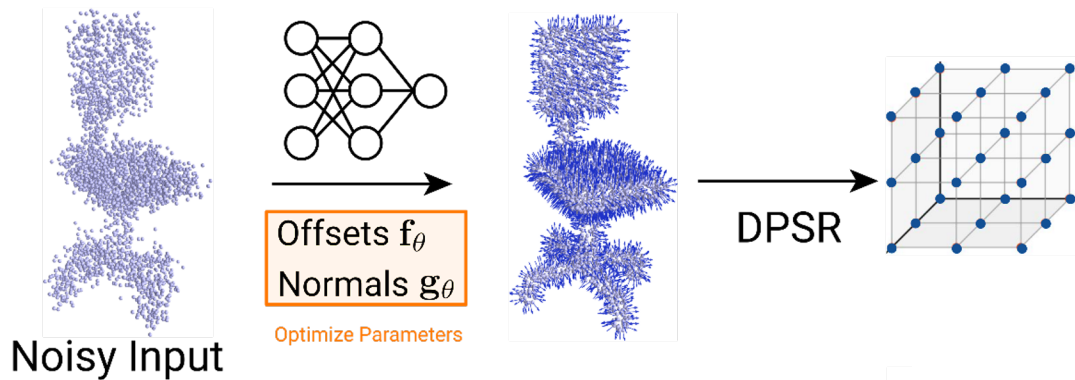 Noisy Input
Offsets f_θ
Normals g_θ
Optimize Parameters
DPSR